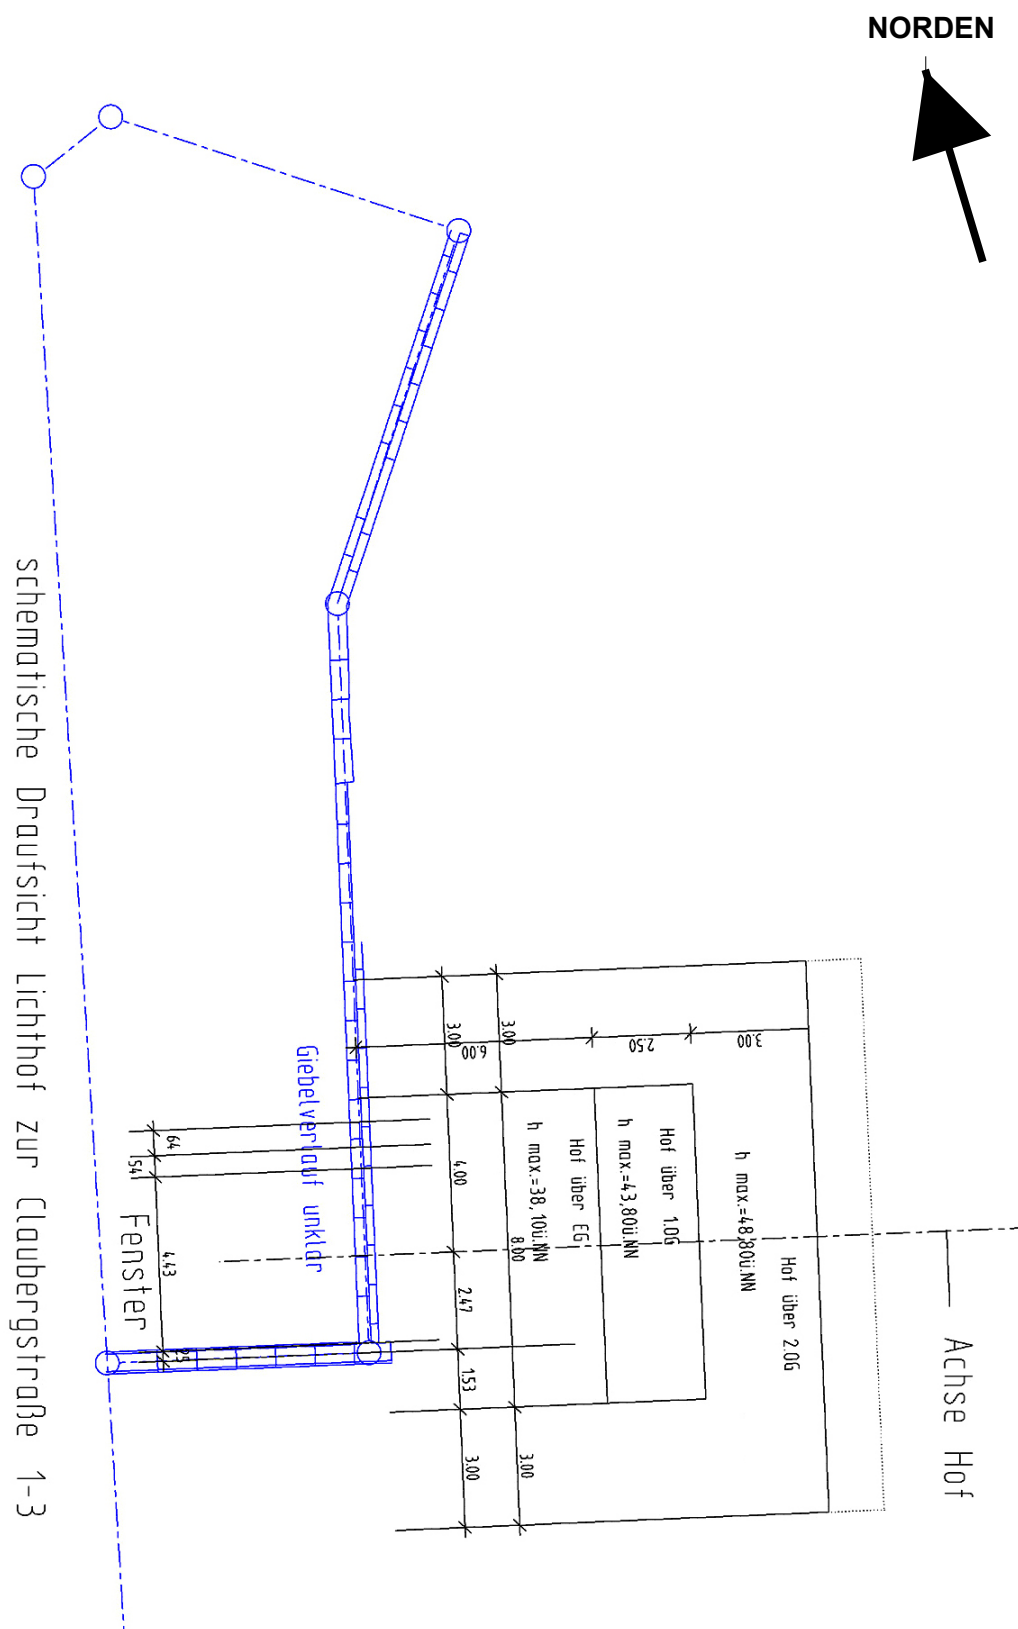 NORDEN
3.00
3.00
6.00
2.50
3.00
Giebelverlauf unklar
64
54
4.43
25
Fenster
4.00
2.47
1.53
3.00
3.00
8.00
h max.=38,10ü.NN
Hof über EG
h max.=43,80ü.NN
Hof über 1.OG
h max.=48,80ü.NN
Hof über 2.OG
Achse Hof
schematische Draufsicht Lichthof zur Claubergstraße 1-3